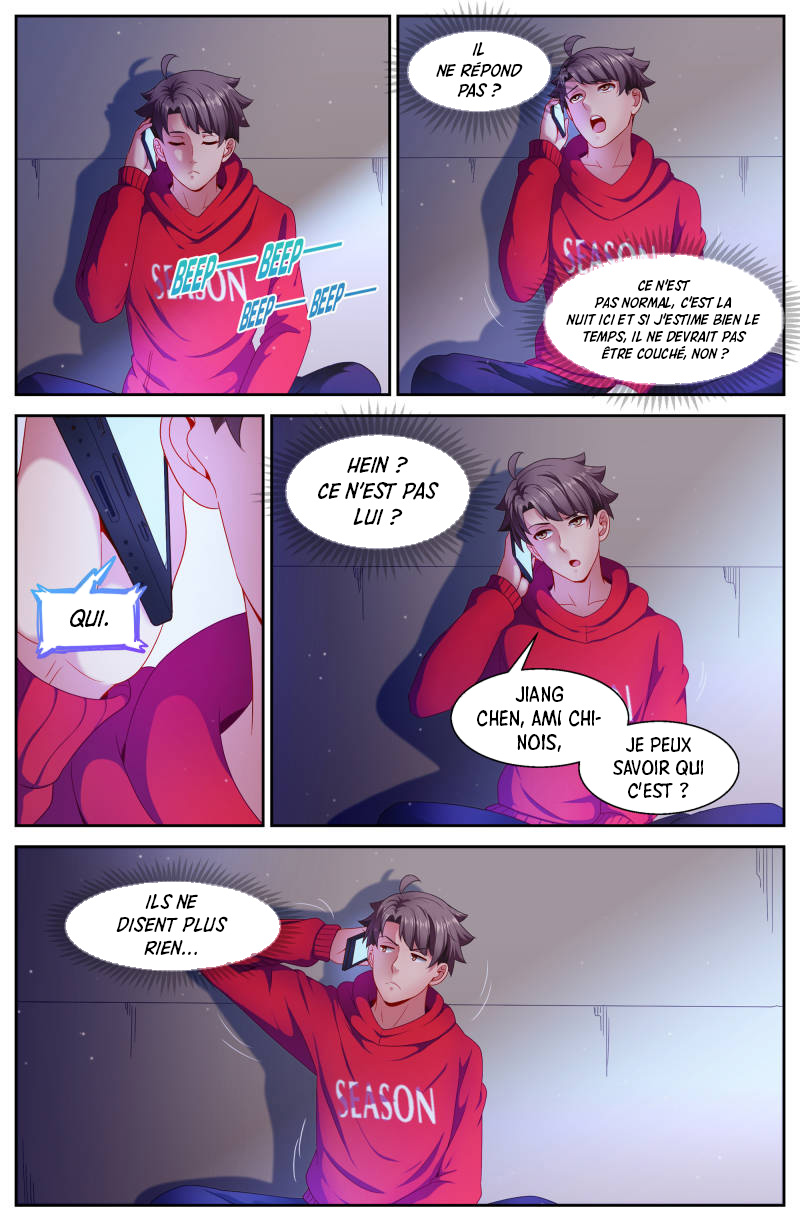 BEEP— BEEP—
SEASON
BEEP— BEEP—
IL
NE RÉPOND
PAS ?
SEASON
CE N'EST
PAS NORMAL, C'EST LA
NUIT ICI ET SI J'ESTIME BIEN LE
TEMPS, IL NE DEVRAIT PAS
ÊTRE COUCHÉ, NON ?
QUI.
HEIN ?
CE N'EST PAS
LUI ?
JIANG
CHEN, AMI CHI-
NOIS,
JE PEUX
SAVOIR QUI
C'EST ?
ILS NE
DISENT PLUS
RIEN...
SEASON